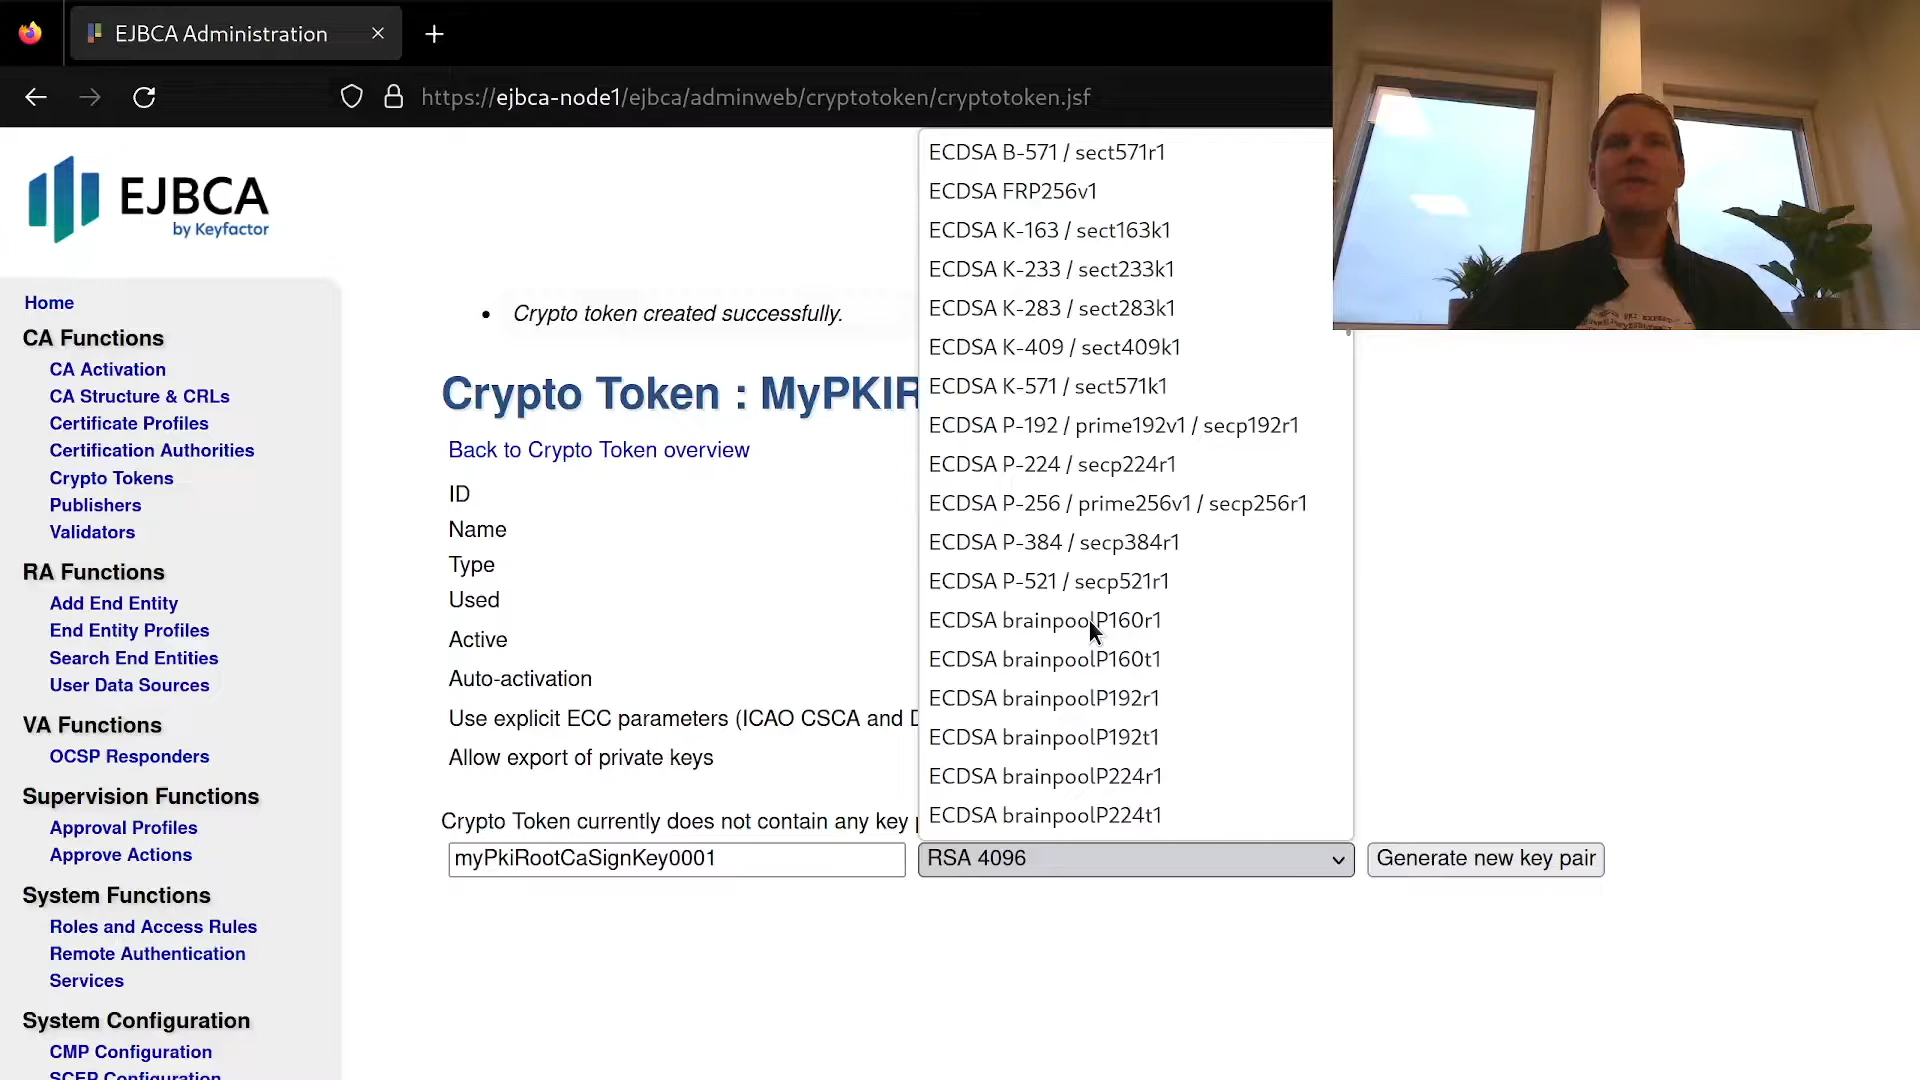 EJBCA Administration
https://ejbca-node1/ejbca/adminweb/cryptotoken/cryptotoken.jsf
EJBCA
by Keyfactor
Home
CA Functions
CA Activation
CA Structure & CRLs
Certificate Profiles
Certification Authorities
Crypto Tokens
Publishers
Validators
RA Functions
Add End Entity
End Entity Profiles
Search End Entities
User Data Sources
VA Functions
OCSP Responders
Supervision Functions
Approval Profiles
Approve Actions
System Functions
Roles and Access Rules
Remote Authentication
Services
System Configuration
CMP Configuration
SCEP Configuration
Crypto token created successfully.
Crypto Token : MyPKIR
Back to Crypto Token overview
ID
Name
Type
Used
Active
Auto-activation
Use explicit ECC parameters (ICAO CSCA and D
Allow export of private keys
Crypto Token currently does not contain any key p
myPkiRootCaSignKey0001
ECDSA B-571 / sect571r1
ECDSA FRP256v1
ECDSA K-163 / sect163k1
ECDSA K-233 / sect233k1
ECDSA K-283 / sect283k1
ECDSA K-409 / sect409k1
ECDSA K-571 / sect571k1
ECDSA P-192 / prime192v1 / secp192r1
ECDSA P-224 / secp224r1
ECDSA P-256 / prime256v1 / secp256r1
ECDSA P-384 / secp384r1
ECDSA P-521 / secp521r1
ECDSA brainpoolP160r1
ECDSA brainpoolP160t1
ECDSA brainpoolP192r1
ECDSA brainpoolP192t1
ECDSA brainpoolP224r1
ECDSA brainpoolP224t1
RSA 4096
Generate new key pair